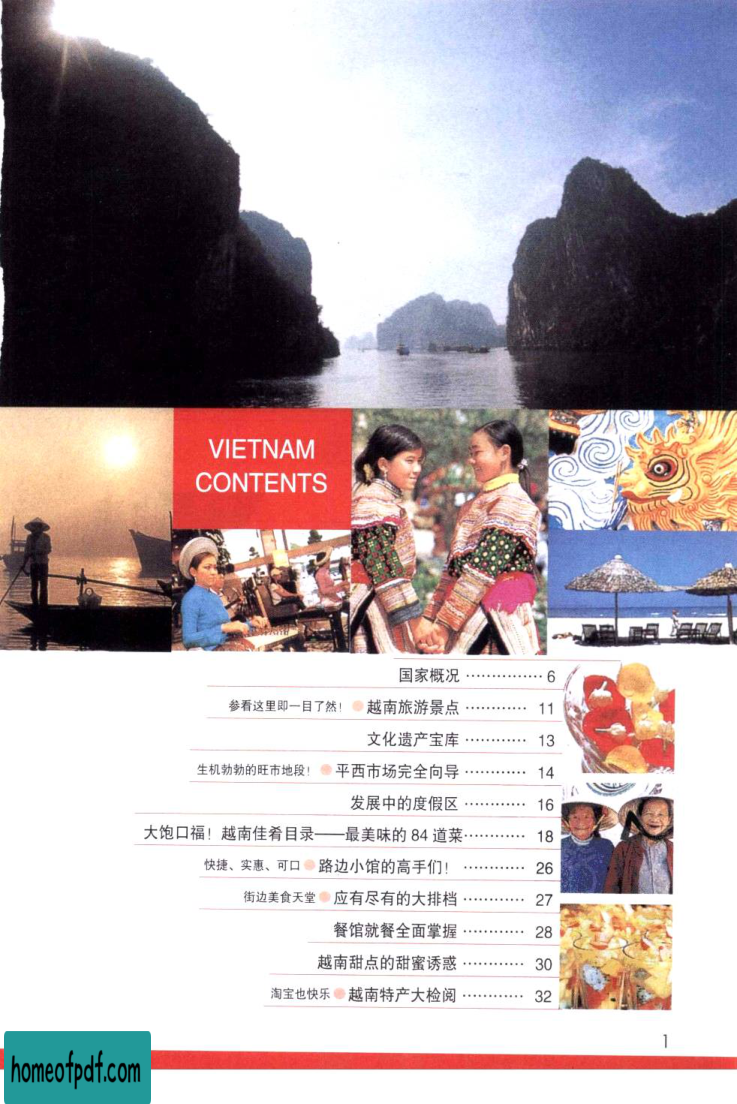 VIETNAM
CONTENTS
国家概况 …………… 6
参看这里即一目了然! 越南旅游景点 ………… 11
文化遗产宝库 ………… 13
生机勃勃的旺市地段! 平西市场完全向导 ………… 14
发展中的度假区 ………… 16
大饱口福! 越南佳肴目录——最美味的 84 道菜………… 18
快捷、实惠、可口 路边小馆的高手们! ………… 26
街边美食天堂 应有尽有的大排档 ………… 27
餐馆就餐全面掌握 ………… 28
越南甜点的甜蜜诱惑 ………… 30
淘宝也快乐 越南特产大检阅 ………… 32
1
homeofpdf.com